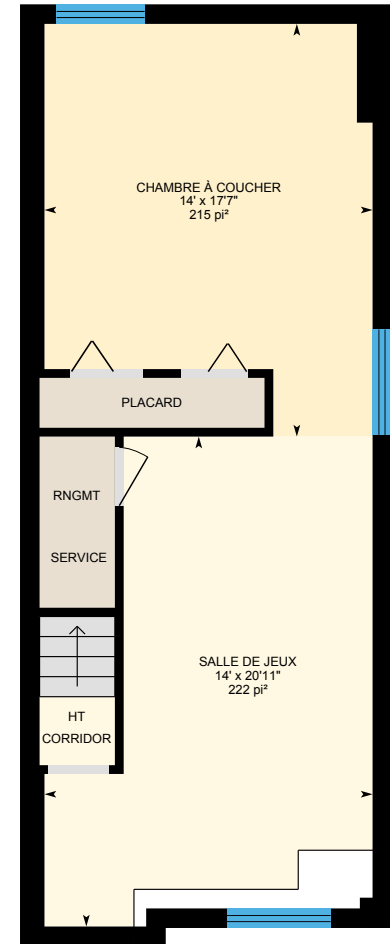 CHAMBRE À COUCHER
14' x 17'7"
215 pi²
PLACARD
RNGMT
SERVICE
SALLE DE JEUX
14' x 20'11"
222 pi²
HT
CORRIDOR